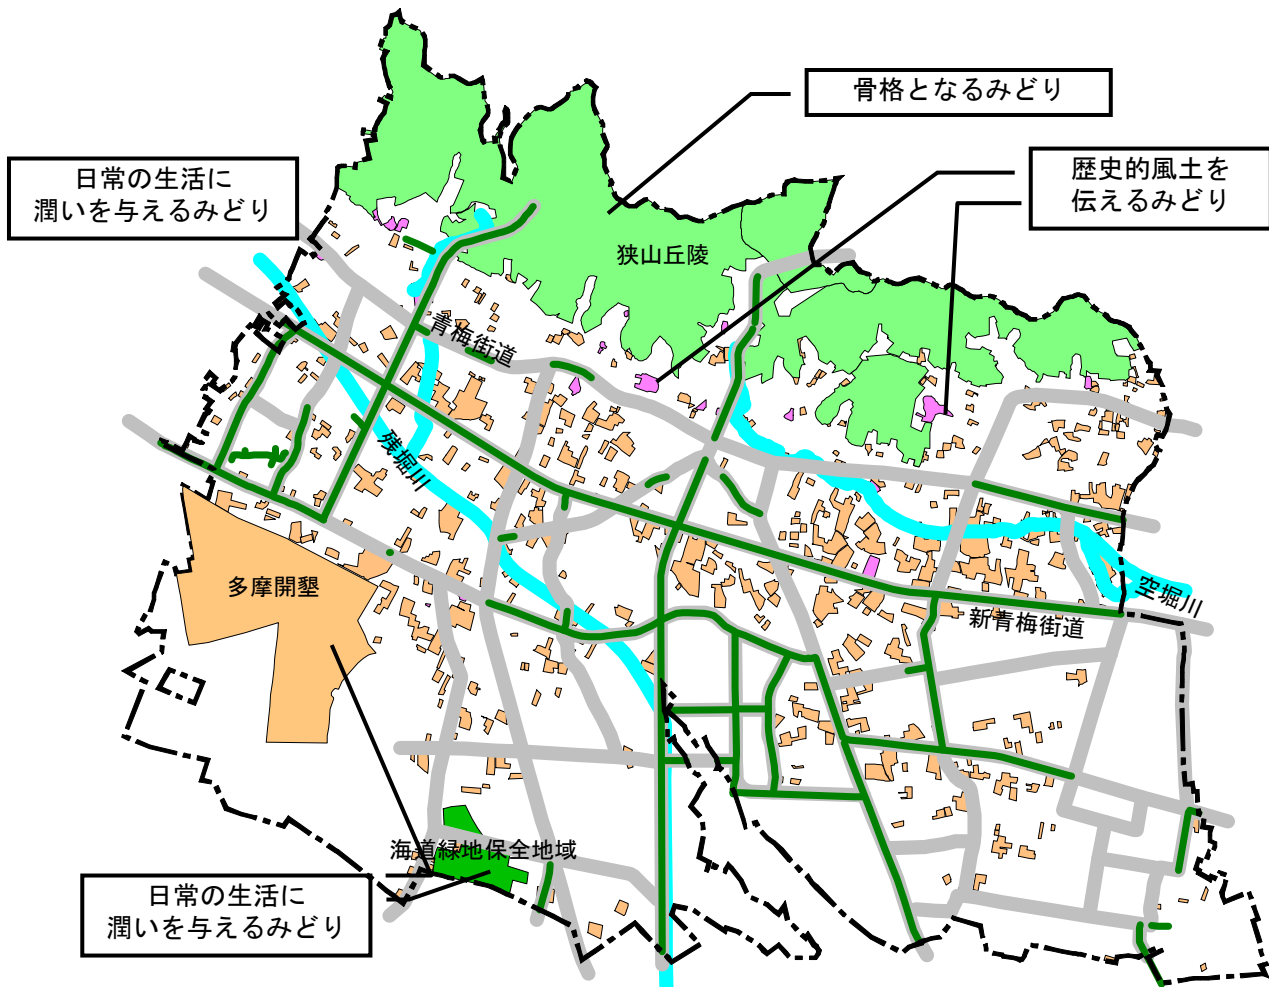 骨格となるみどり
歴史的風土を
伝えるみどり
日常の生活に
潤いを与えるみどり
狭山丘陵
青梅街道
残堀川
多摩開墾
空堀川
新青梅街道
海道緑地保全地域
日常の生活に
潤いを与えるみどり